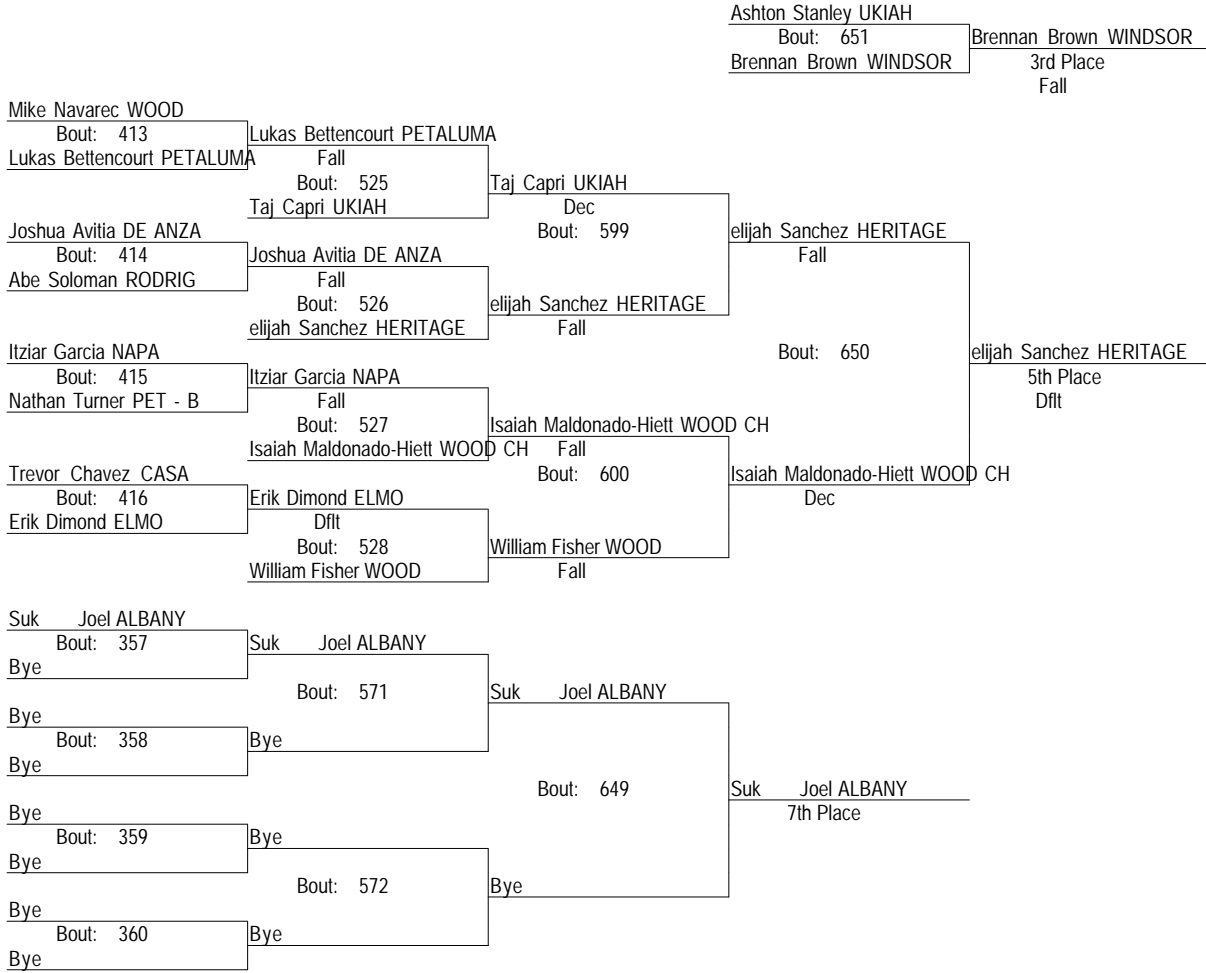 Ashton Stanley UKIAH
Bout: 651
Brennan Brown WINDSOR
Brennan Brown WINDSOR
3rd Place
Fall
Mike Navarec WOOD
Bout: 413
Lukas Bettencourt PETALUMA
Lukas Bettencourt PETALUMA
Fall
Bout: 525
Taj Capri UKIAH
Taj Capri UKIAH
Dec
Bout: 599
Joshua Avitia DE ANZA
Bout: 414
Abe Soloman RODRIG
Joshua Avitia DE ANZA
Fall
Bout: 526
elijah Sanchez HERITAGE
elijah Sanchez HERITAGE
Fall
elijah Sanchez HERITAGE
Fall
Bout: 650
elijah Sanchez HERITAGE
5th Place
Dflt
Itziar Garcia NAPA
Bout: 415
Nathan Turner PET - B
Itziar Garcia NAPA
Fall
Bout: 527
Isaiah Maldonado-Hiett WOOD CH
Isaiah Maldonado-Hiett WOOD CH
Fall
Bout: 600
Isaiah Maldonado-Hiett WOOD CH
Dec
Trevor Chavez CASA
Bout: 416
Erik Dimond ELMO
Erik Dimond ELMO
Dflt
Bout: 528
William Fisher WOOD
William Fisher WOOD
Fall
Suk Joel ALBANY
Bout: 357
Bye
Suk Joel ALBANY
Bout: 571
Suk Joel ALBANY
Bye
Bout: 358
Bye
Bye
Bout: 649
Suk Joel ALBANY
7th Place
Bye
Bout: 359
Bye
Bye
Bout: 572
Bye
Bye
Bout: 360
Bye
Bye